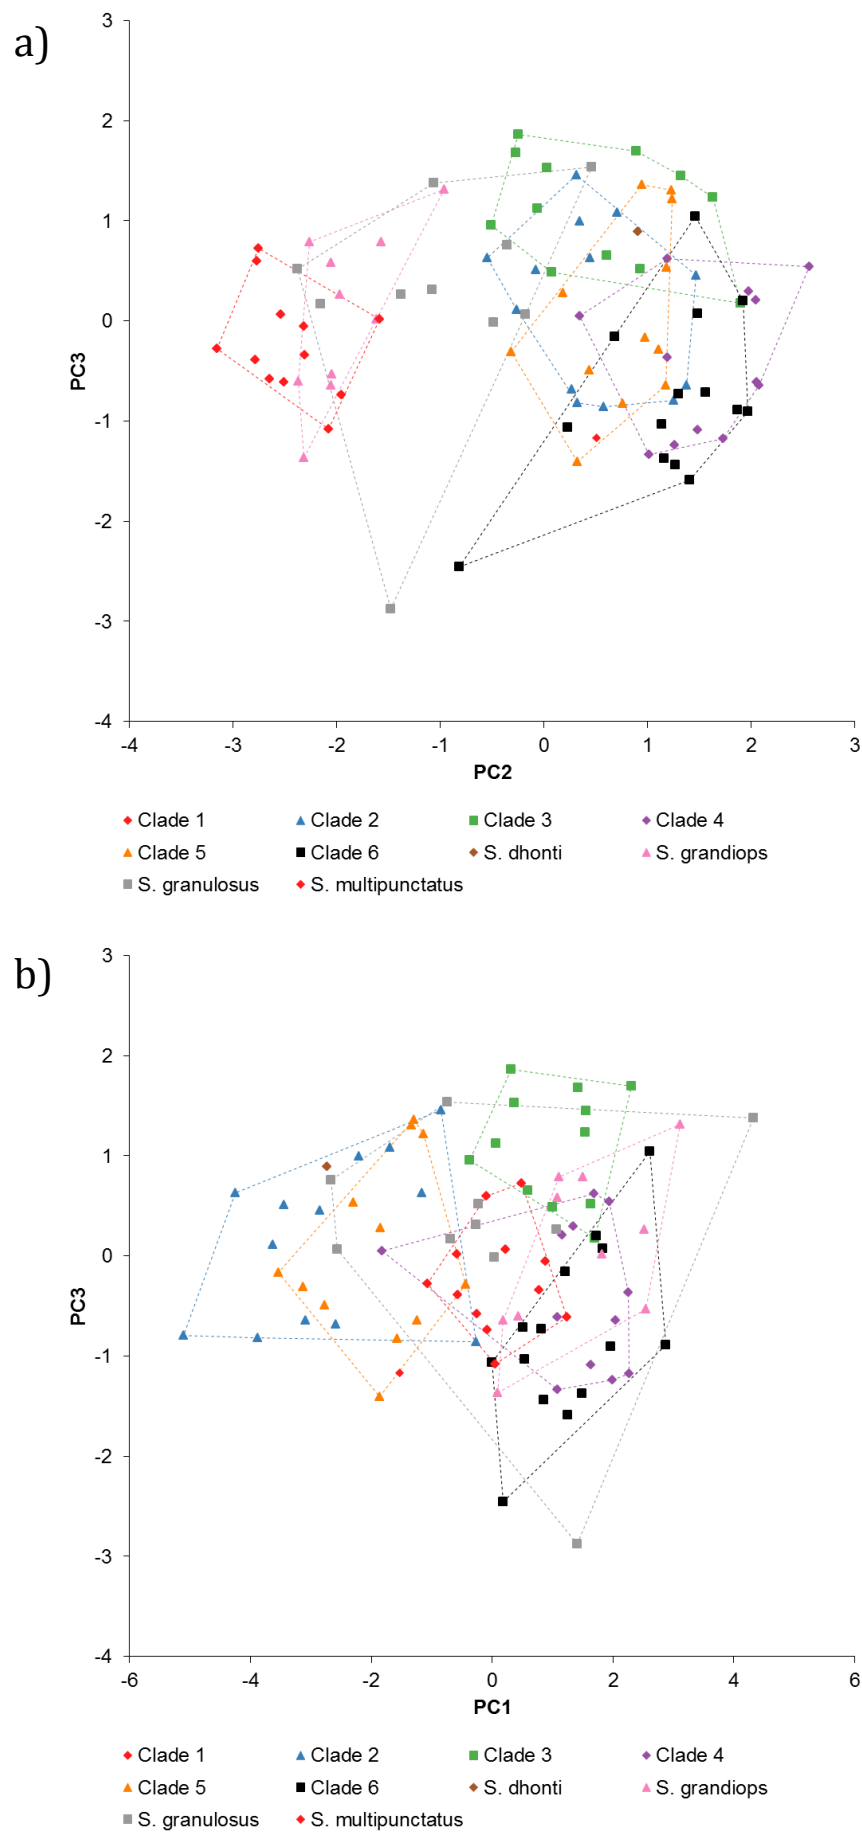 a)
3
2
1
0
-1
-2
-3
-4
PC3
-4 -3 -2 -1 0 1 2 3
PC2
Clade 1 Clade 2 Clade 3 Clade 4
Clade 5 Clade 6 S. dhonti S. grandiops
S. granulosus S. multipunctatus
b)
3
2
1
0
-1
-2
-3
-4
PC3
-6 -4 -2 0 2 4 6
PC1
Clade 1 Clade 2 Clade 3 Clade 4
Clade 5 Clade 6 S. dhonti S. grandiops
S. granulosus S. multipunctatus